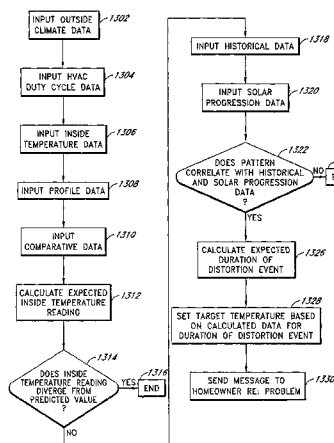 INPUT OUTSIDE
CLIMATE DATA
1302
INPUT HVAC
DUTY CYCLE DATA
1304
INPUT INSIDE
TEMPERATURE DATA
1306
INPUT PROFILE DATA
1308
INPUT
COMPARATIVE DATA
1310
CALCULATE EXPECTED
INSIDE TEMPERATURE
READING
1312
DOES INSIDE
TEMPERATURE READING
DIVERGE FROM
PREDICTED VALUE
?
1314
YES
END
1316
NO
INPUT HISTORICAL DATA
1318
INPUT SOLAR
PROGRESSION DATA
1320
DOES PATTERN
CORRELATE WITH HISTORICAL
AND SOLAR PROGRESSION
DATA
?
1322
NO
YES
CALCULATE EXPECTED
DURATION OF
DISTORTION EVENT
1326
SET TARGET TEMPERATURE BASED
ON CALCULATED DATA FOR
DURATION OF DISTORTION EVENT
1328
SEND MESSAGE TO
HOMEOWNER RE: PROBLEM
1330